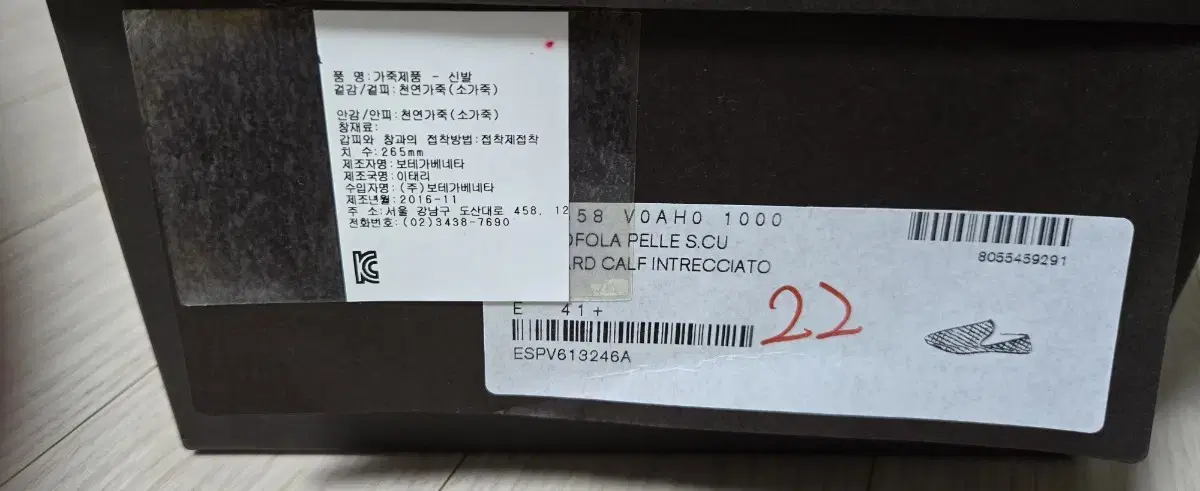 품 명:가죽제품 - 신발
겉감/겉피:천연가죽(소가죽)
안감/안피:천연가죽(소가죽)
창재료:
갑피와 창과의 접착방법:접착제접착
치 수:265mm
제조자명:보테가베네타
제조국명:이태리
수입자명:(주)보테가베네타
제조년월:2016-11
주 소:서울 강남구 도산대로 458, 12
전화번호:(02)3438-7690
58 V0AH0 1000
OFOLA PELLE S.CU
ARD CALF INTRECCIATO
E 41+
ESPV613246A
8055459291
22